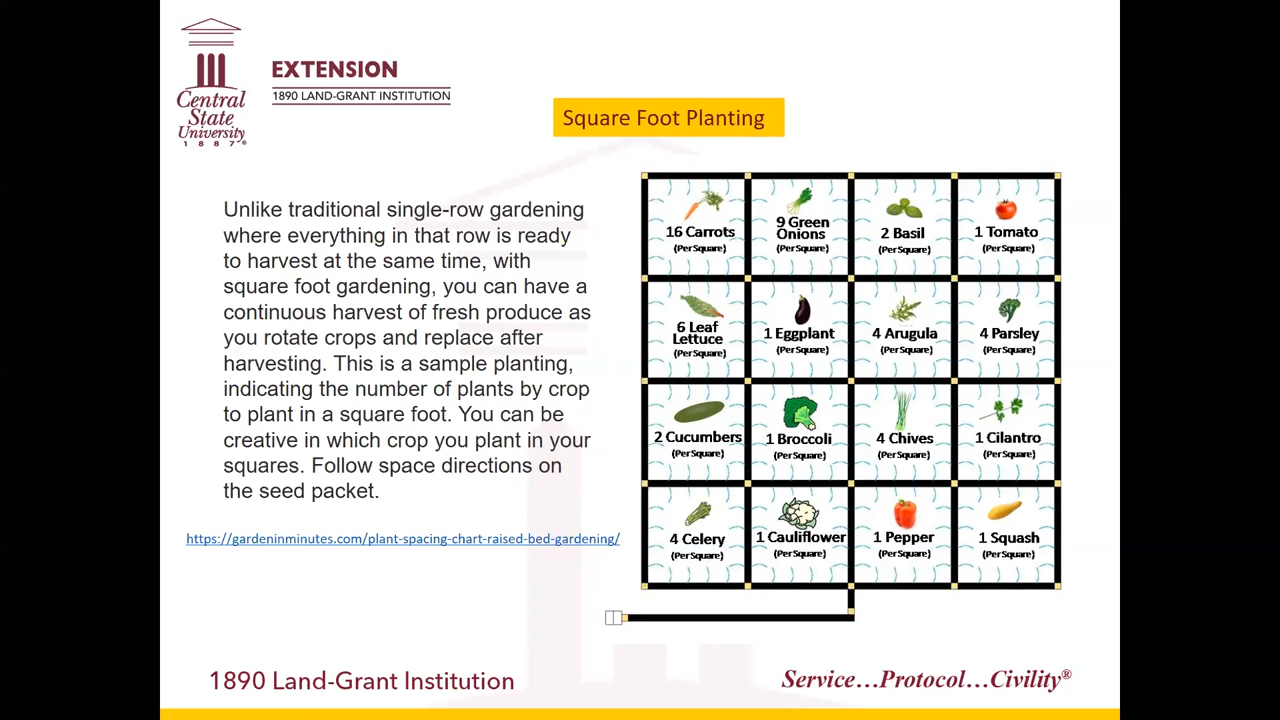 Central
State
University
1887®
EXTENSION
1890 LAND-GRANT INSTITUTION
Square Foot Planting
Unlike traditional single-row gardening
where everything in that row is ready
to harvest at the same time, with
square foot gardening, you can have a
continuous harvest of fresh produce as
you rotate crops and replace after
harvesting. This is a sample planting,
indicating the number of plants by crop
to plant in a square foot. You can be
creative in which crop you plant in your
squares. Follow space directions on
the seed packet.
https://gardeninminutes.com/plant-spacing-chart-raised-bed-gardening/
16 Carrots
(Per Square)
9 Green
Onions
(Per Square)
2 Basil
(Per Square)
1 Tomato
(Per Square)
6 Leaf
Lettuce
(Per Square)
1 Eggplant
(Per Square)
4 Arugula
(Per Square)
4 Parsley
(Per Square)
2 Cucumbers
(Per Square)
1 Broccoli
(Per Square)
4 Chives
(Per Square)
1 Cilantro
(Per Square)
4 Celery
(Per Square)
1 Cauliflower
(Per Square)
1 Pepper
(Per Square)
1 Squash
(Per Square)
1890 Land-Grant Institution
Service…Protocol…Civility®